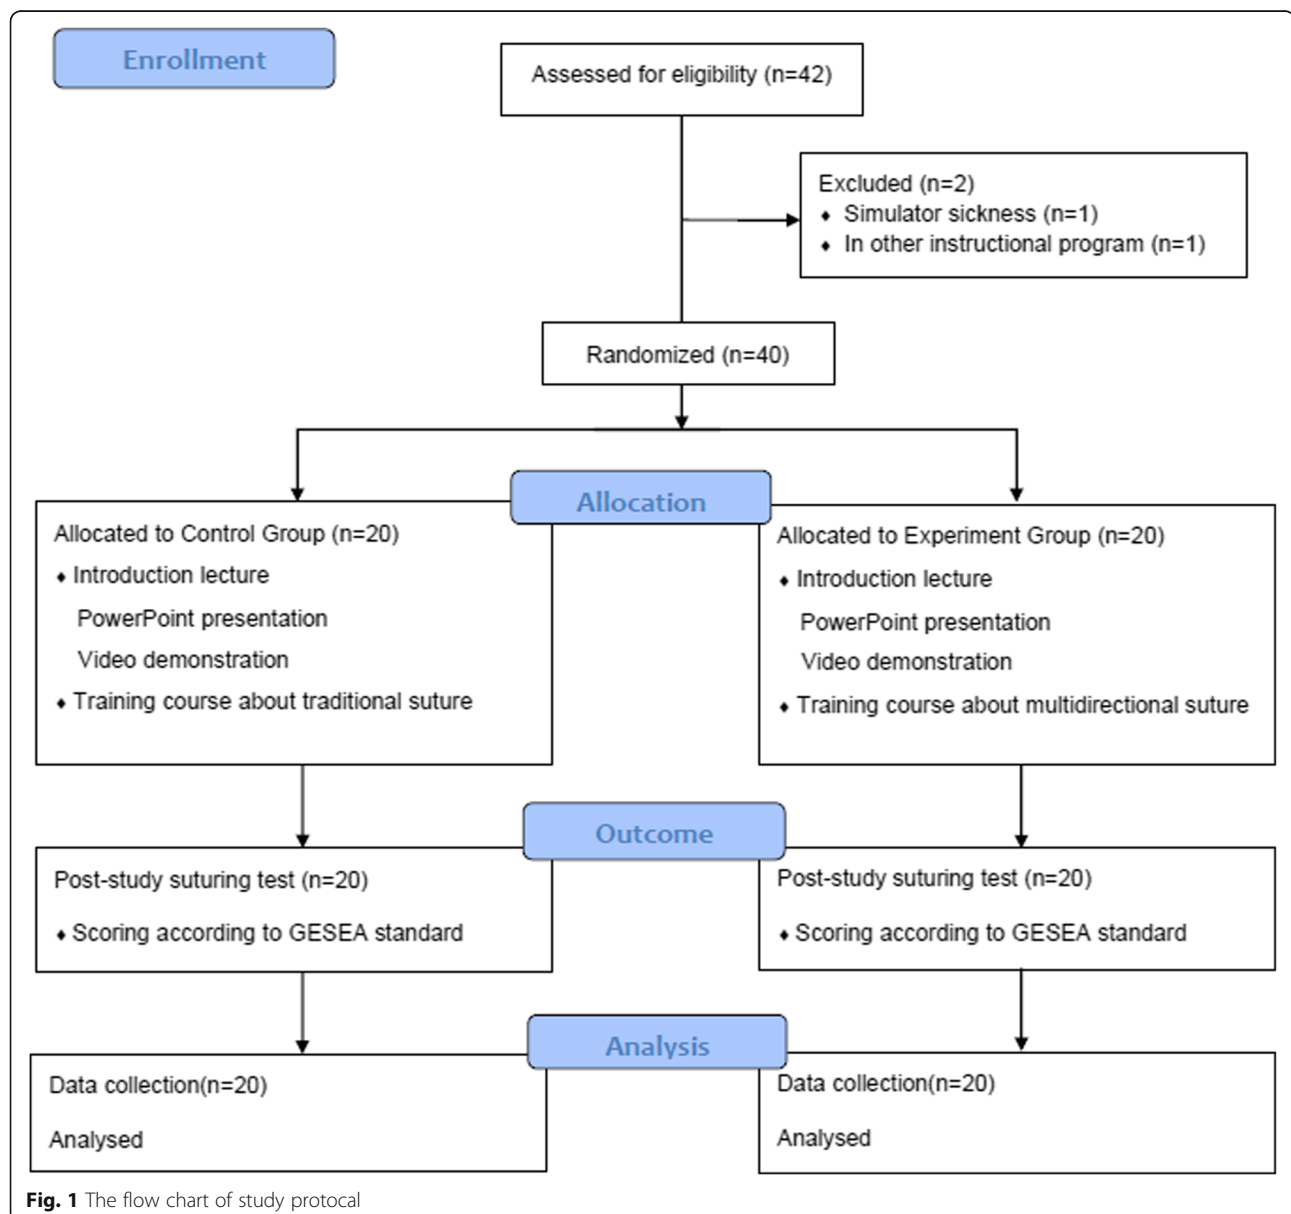 Enrollment
Assessed for eligibility (n=42)
Excluded (n=2)
♦ Simulator sickness (n=1)
♦ In other instructional program (n=1)
Randomized (n=40)
Allocation
Allocated to Control Group (n=20)
♦ Introduction lecture
PowerPoint presentation
Video demonstration
♦ Training course about traditional suture
Allocated to Experiment Group (n=20)
♦ Introduction lecture
PowerPoint presentation
Video demonstration
♦ Training course about multidirectional suture
Outcome
Post-study suturing test (n=20)
♦ Scoring according to GESEA standard
Post-study suturing test (n=20)
♦ Scoring according to GESEA standard
Analysis
Data collection(n=20)
Analysed
Data collection(n=20)
Analysed
Fig. 1 The flow chart of study protocal